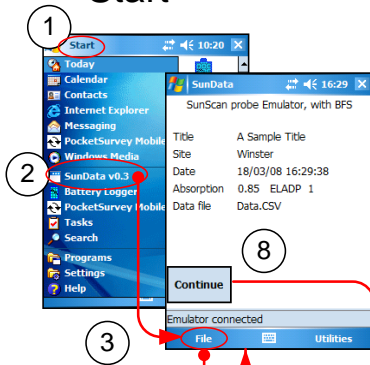 Start
1
Start 10:20
Today
Calendar
Contacts
Internet Explorer
Messaging
PocketSurvey Mobile
Windows Media
2
SunData v0.3
Battery Logger
PocketSurvey Mobile
Tasks
Search
Programs
Settings
Help
3
SunData 16:29
SunScan probe Emulator, with BFS
Title A Sample Title
Site Winster
Date 18/03/08 16:29:38
Absorption 0.85 ELADP 1
Data file Data.CSV
8
Continue
Emulator connected
File Utilities